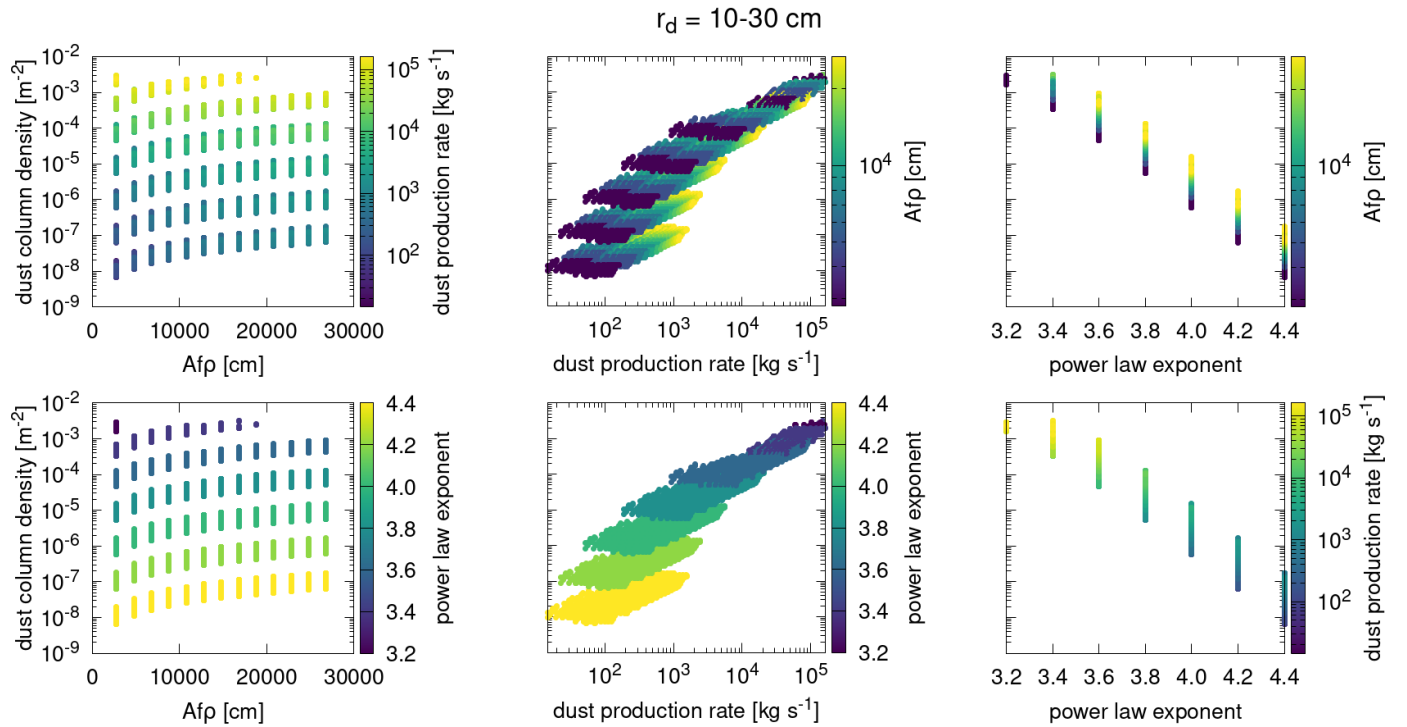 r_d = 10-30 cm
dust column density [m^-2]
10^-2
10^-3
10^-4
10^-5
10^-6
10^-7
10^-8
10^-9
0 10000 20000 30000
Afρ [cm]
10^5
10^4
10^3
10^2
dust production rate [kg s^-1]
10^2 10^3 10^4 10^5
dust production rate [kg s^-1]
10^4
Afρ [cm]
3.2 3.4 3.6 3.8 4.0 4.2 4.4
power law exponent
10^4
Afρ [cm]
dust column density [m^-2]
10^-2
10^-3
10^-4
10^-5
10^-6
10^-7
10^-8
10^-9
0 10000 20000 30000
Afρ [cm]
4.4
4.2
4.0
3.8
3.6
3.4
3.2
power law exponent
10^2 10^3 10^4 10^5
dust production rate [kg s^-1]
4.4
4.2
4.0
3.8
3.6
3.4
3.2
power law exponent
3.2 3.4 3.6 3.8 4.0 4.2 4.4
power law exponent
10^5
10^4
10^3
10^2
dust production rate [kg s^-1]